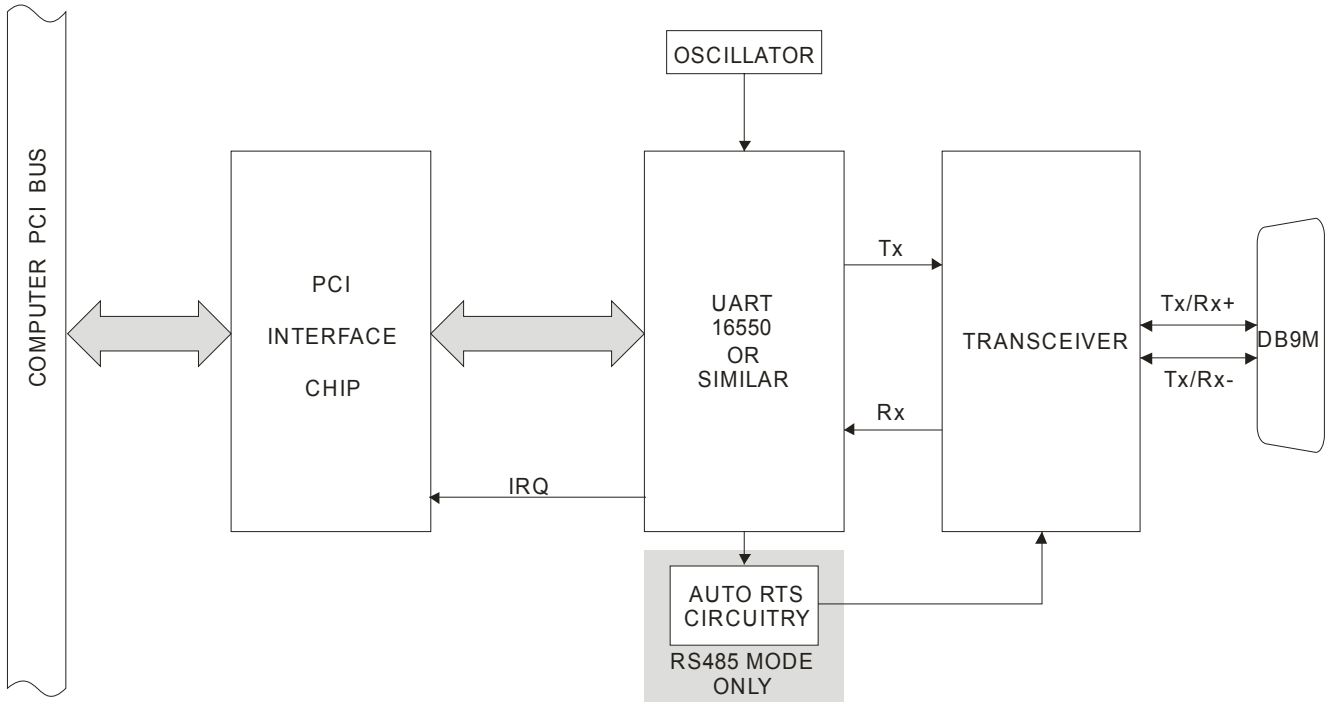 COMPUTER PCI BUS
OSCILLATOR
PCI
INTERFACE
CHIP
IRQ
UART
16550
OR
SIMILAR
Tx
Rx
TRANSCEIVER
Tx/Rx+
Tx/Rx-
DB9M
AUTO RTS
CIRCUITRY
RS485 MODE
ONLY